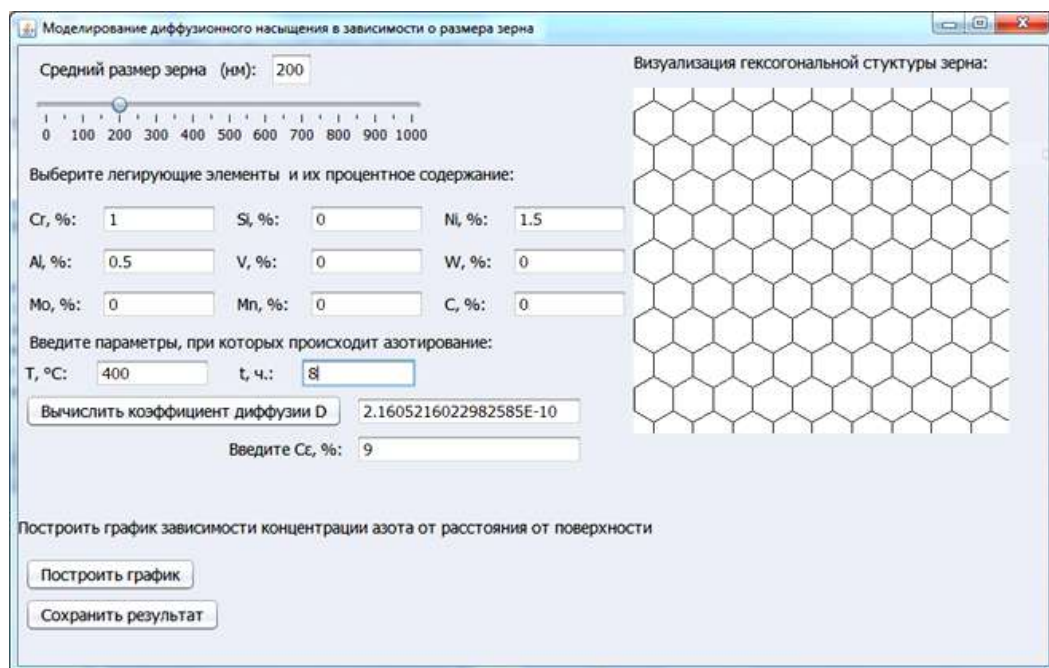 Моделирование диффузионного насыщения в зависимости о размера зерна
Средний размер зерна (нм): 200
0 100 200 300 400 500 600 700 800 900 1000
Визуализация гексогональной стуктуры зерна:
Выберите легирующие элементы и их процентное содержание:
Cr, %: 1 Si, %: 0 Ni, %: 1.5
Al, %: 0.5 V, %: 0 W, %: 0
Mo, %: 0 Mn, %: 0 C, %: 0
Введите параметры, при которых происходит азотирование:
T, °C: 400 t, ч.: 8
Вычислить коэффициент диффузии D 2.1605216022982585E-10
Введите Cε, %: 9
Построить график зависимости концентрации азота от расстояния от поверхности
Построить график
Сохранить результат